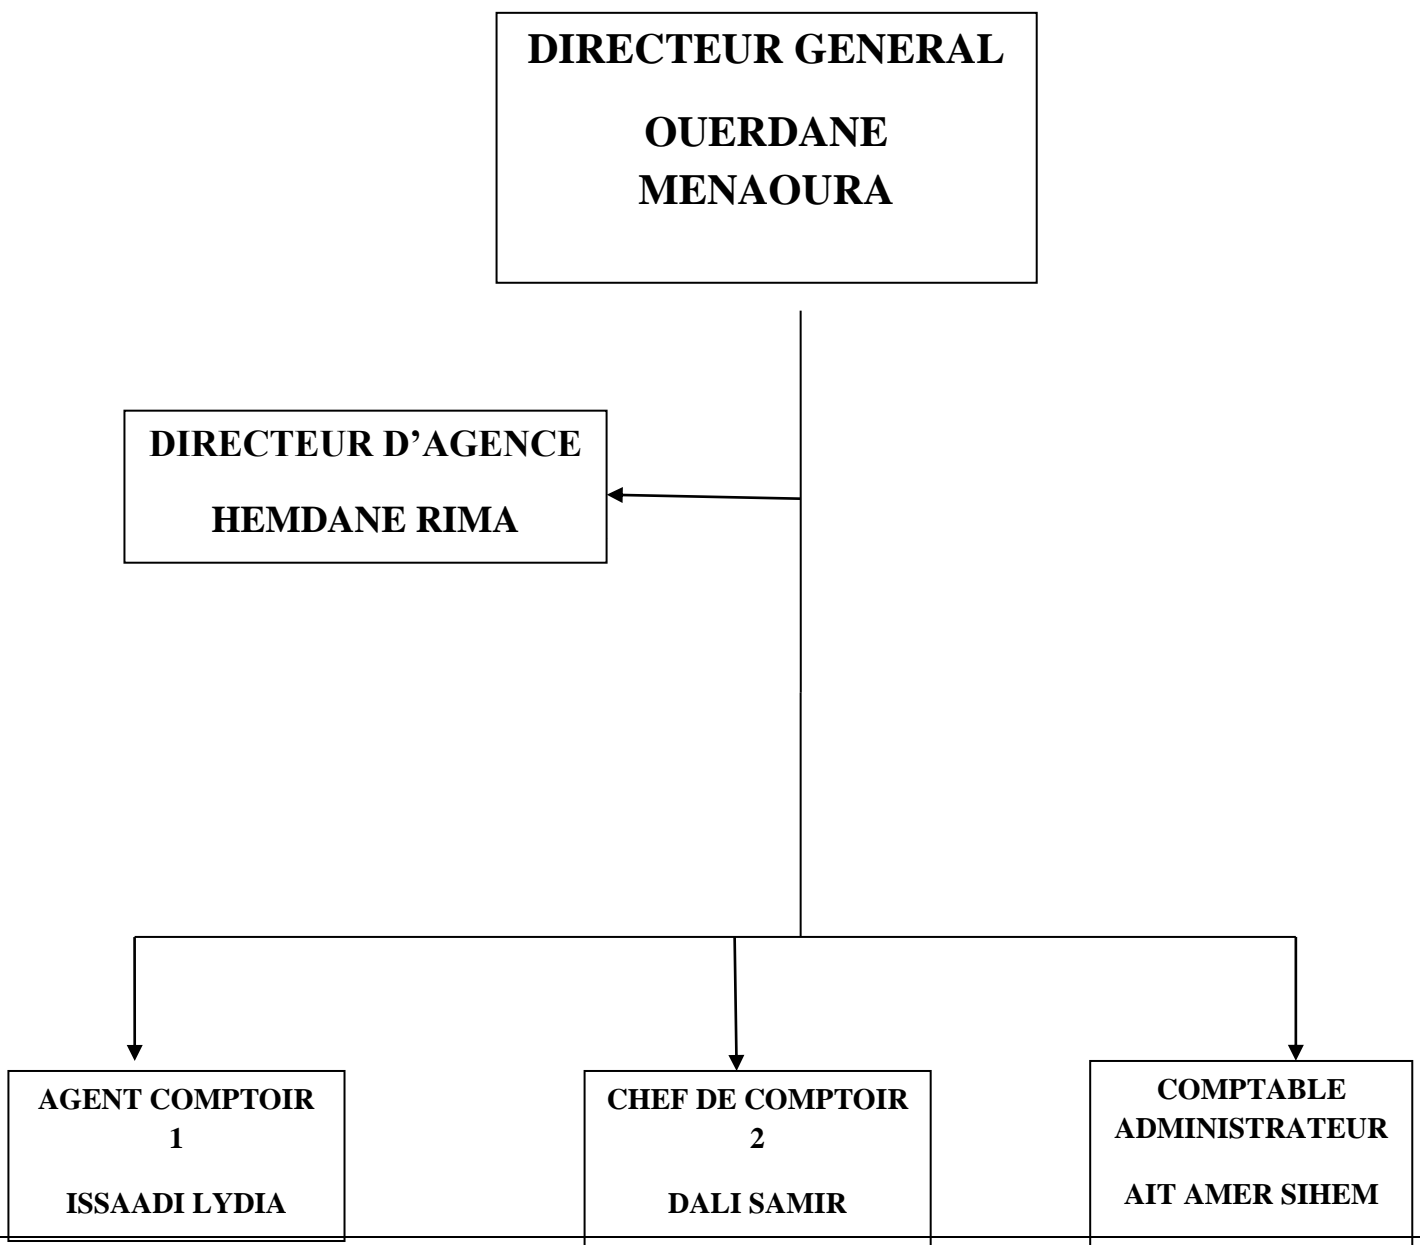 DIRECTEUR GENERAL
OUERDANE
MENAOURA
DIRECTEUR D’AGENCE
HEMDANE RIMA
AGENT COMPTOIR
1
ISSAADI LYDIA
CHEF DE COMPTOIR
2
DALI SAMIR
COMPTABLE
ADMINISTRATEUR
AIT AMER SIHEM